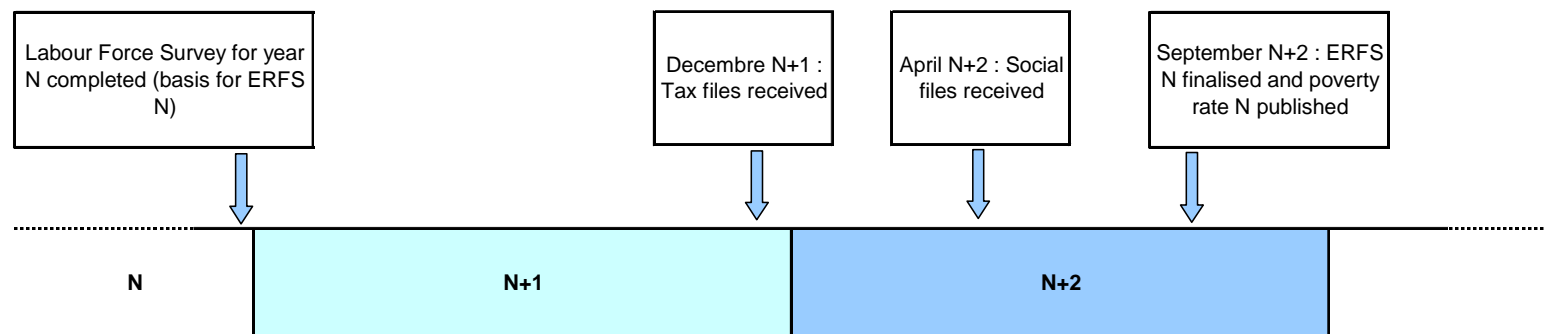 Labour Force Survey for year
N completed (basis for ERFS
N)
Decembre N+1 :
Tax files received
April N+2 : Social
files received
September N+2 : ERFS
N finalised and poverty
rate N published
N
N+1
N+2